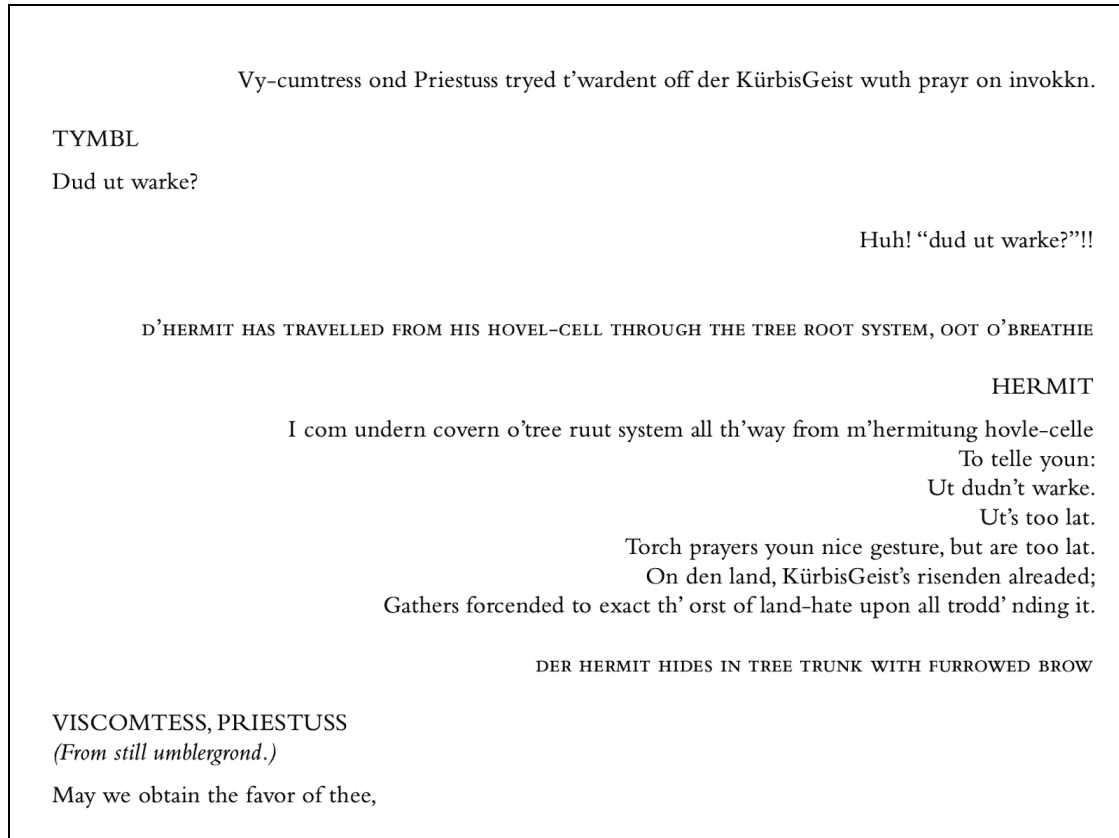 Vy-cumtress ond Priestuss tryed t’wardent off der KürbisGeist wuth prayr on invokkn.
TYMBL
Dud ut warke?
Huh! “dud ut warke?”!!
D’HERMIT HAS TRAVELLED FROM HIS HOVEL-CELL THROUGH THE TREE ROOT SYSTEM, OOT O’BREATHIE
HERMIT
I com undern covern o’tree ruut system all th’way from m’hermitung hovle-celle
To telle youn:
Ut dudn’t warke.
Ut’s too lat.
Torch prayers youn nice gesture, but are too lat.
On den land, KürbisGeist’s risenden alreaded;
Gathers forcended to exact th’ orst of land-hate upon all trodd’ nding it.
DER HERMIT HIDES IN TREE TRUNK WITH FURROWED BROW
VISCOMTESS, PRIESTUSS
(From still umblergrond.)
May we obtain the favor of thee,